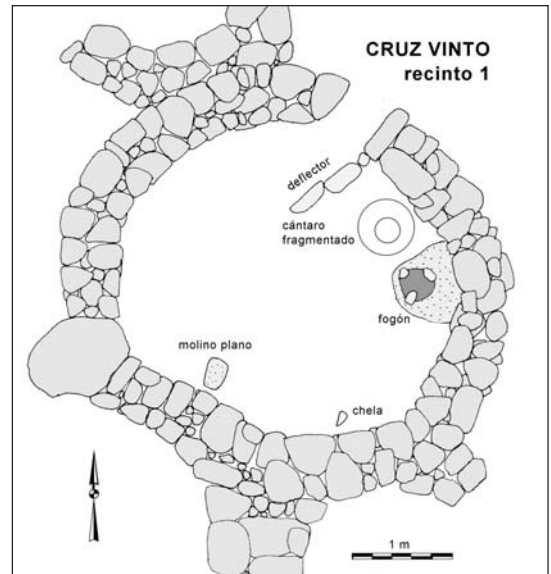 CRUZ VINTO
recinto 1
deflector
cántaro
fragmentado
fogón
molino plano
chela
1 m